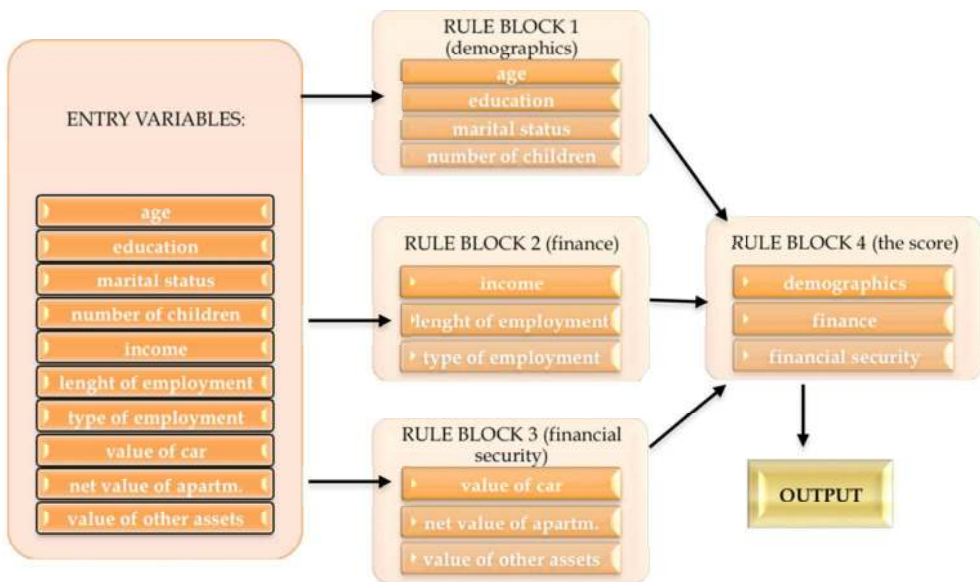 ENTRY VARIABLES:
age
education
marital status
number of children
income
lenght of employment
type of employment
value of car
net value of apartm.
value of other assets
RULE BLOCK 1
(demographics)
age
education
marital status
number of children
RULE BLOCK 2 (finance)
income
lenght of employment
type of employment
RULE BLOCK 3 (financial
security)
value of car
net value of apartm.
value of other assets
RULE BLOCK 4 (the score)
demographics
finance
financial security
OUTPUT